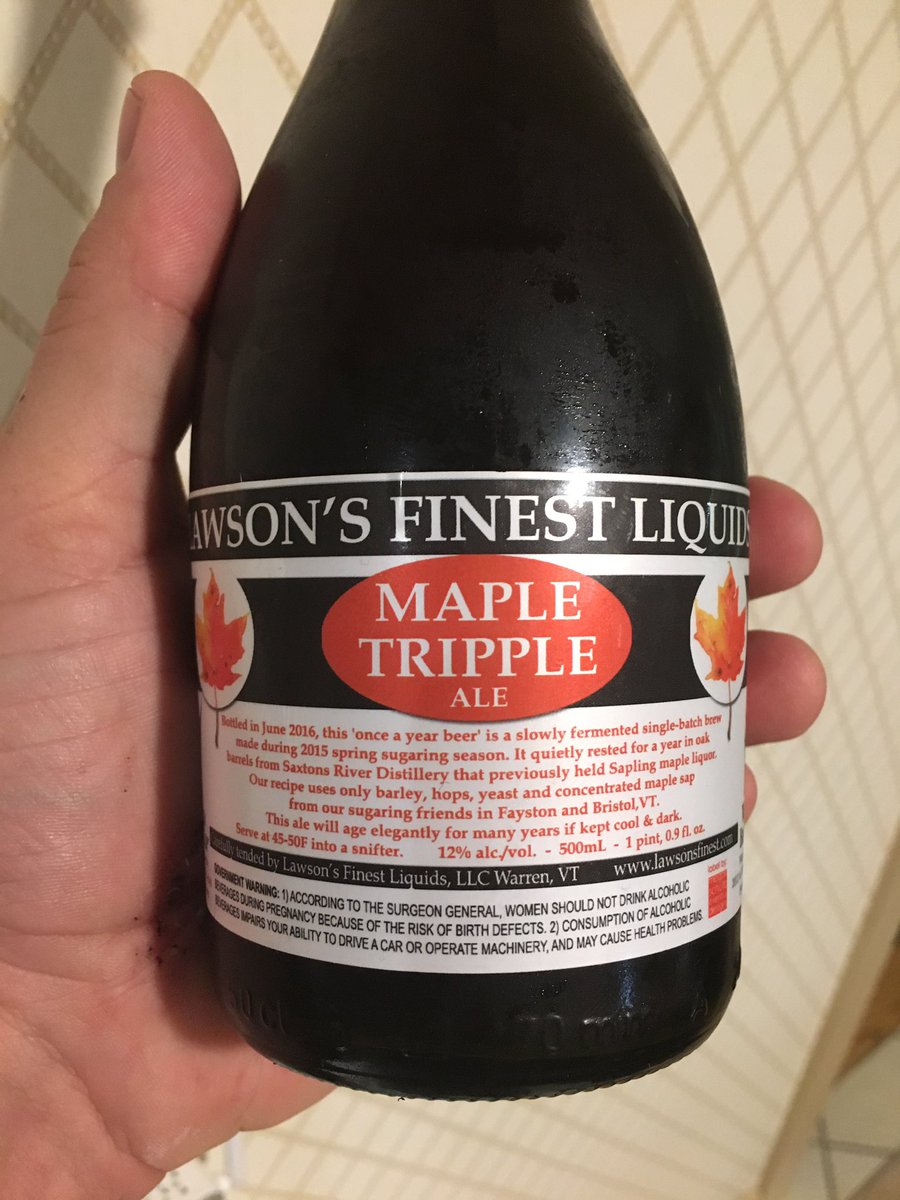 LAWSON'S FINEST LIQUIDS
MAPLE
TRIPPLE
ALE
Bottled in June 2016, this 'once a year beer' is a slowly fermented single-batch brew
made during 2015 spring sugaring season. It quietly rested for a year in oak
barrels from Saxtons River Distillery that previously held Sapling maple liquor.
Our recipe uses only barley, hops, yeast and concentrated maple sap
from our sugaring friends in Fayston and Bristol,VT.
This ale will age elegantly for many years if kept cool & dark.
Serve at 45-50F into a snifter. 12% alc./vol. - 500mL - 1 pint, 0.9 fl. oz.
Carefully tended by Lawson's Finest Liquids, LLC Warren, VT www.lawsonsfinest.com
label by:
GOVERNMENT WARNING: 1) ACCORDING TO THE SURGEON GENERAL, WOMEN SHOULD NOT DRINK ALCOHOLIC
BEVERAGES DURING PREGNANCY BECAUSE OF THE RISK OF BIRTH DEFECTS. 2) CONSUMPTION OF ALCOHOLIC
BEVERAGES IMPAIRS YOUR ABILITY TO DRIVE A CAR OR OPERATE MACHINERY, AND MAY CAUSE HEALTH PROBLEMS.